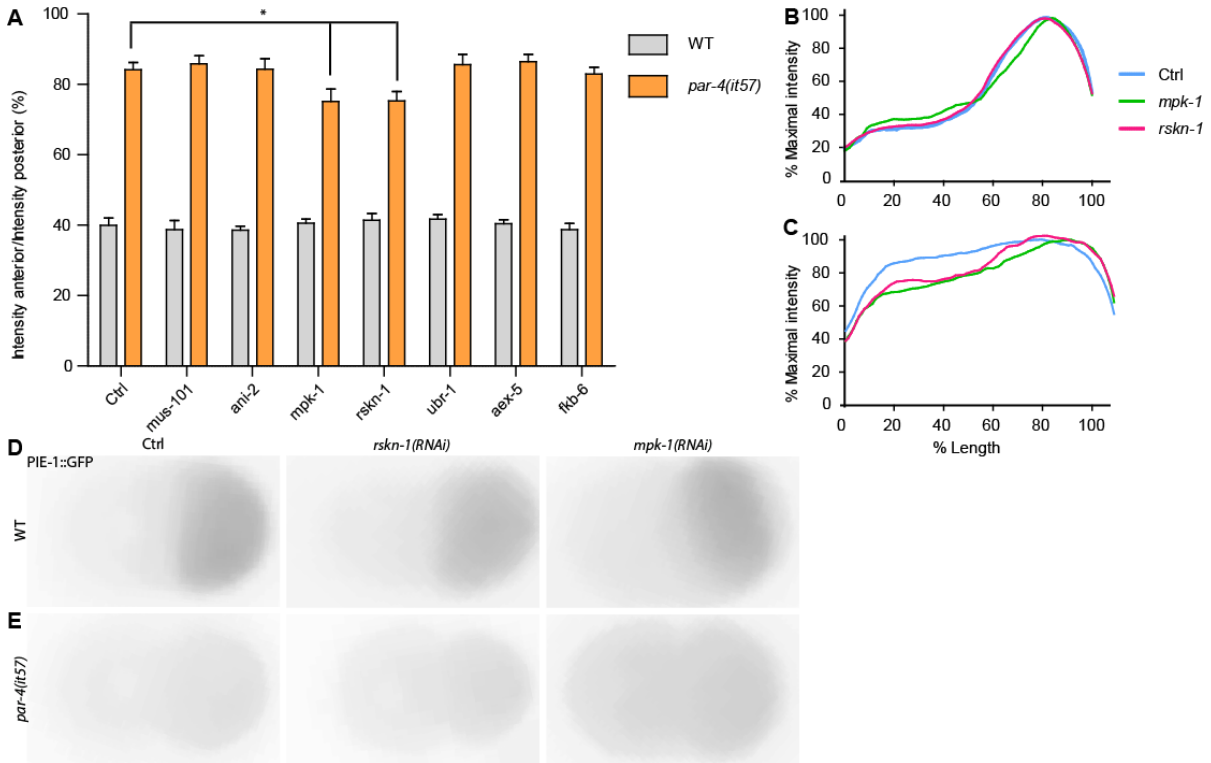 A
Intensity anterior/Intensity posterior (%)
100
80
60
40
20
0
*
WT
par-4(it57)
Ctrl
mus-101
ani-2
mpk-1
rskn-1
ubr-1
aex-5
fkb-6
B
% Maximal intensity
100
80
60
40
20
0
0 20 40 60 80 100
Ctrl
mpk-1
rskn-1
C
% Maximal intensity
100
80
60
40
20
0
0 20 40 60 80 100
% Length
D
Ctrl
rskn-1(RNAi)
mpk-1(RNAi)
PIE-1::GFP
WT
E
par-4(it57)